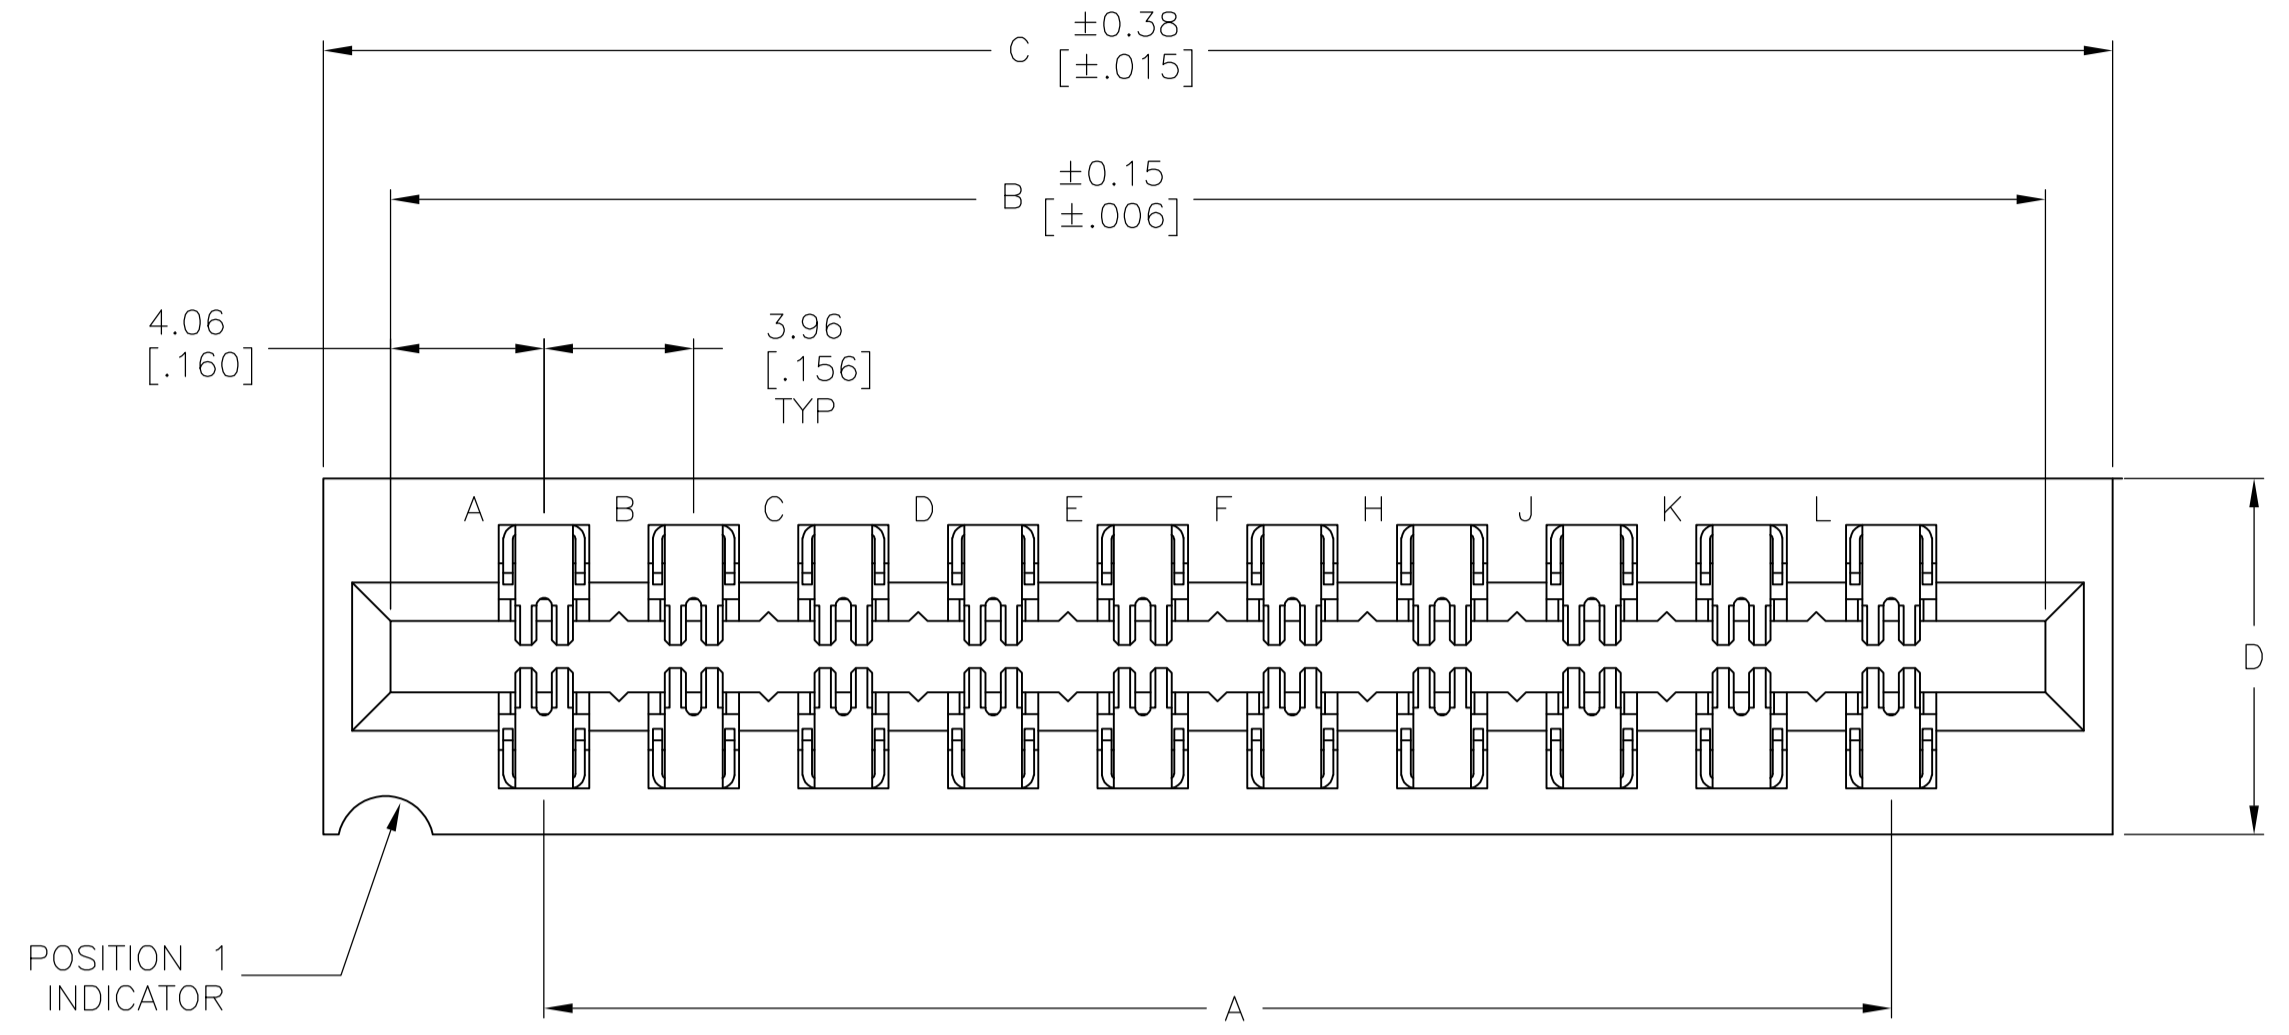 C ±0.38
[±.015]
B ±0.15
[±.006]
4.06
[.160]
3.96
[.156]
TYP
A B C D E F H J K L
D
POSITION 1
INDICATOR
A